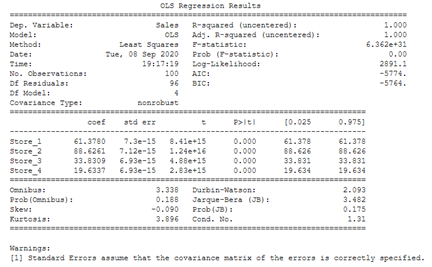 OLS Regression Results
Dep. Variable: Sales R-squared (uncentered): 1.000
Model: OLS Adj. R-squared (uncentered): 1.000
Method: Least Squares F-statistic: 6.362e+31
Date: Tue, 08 Sep 2020 Prob (F-statistic): 0.00
Time: 19:17:19 Log-Likelihood: 2891.1
No. Observations: 100 AIC: -5774.
Df Residuals: 96 BIC: -5764.
Df Model: 4
Covariance Type: nonrobust
coef std err t P>|t| [0.025 0.975]
Store_1 61.3780 7.3e-15 8.41e+15 0.000 61.378 61.378
Store_2 88.6261 7.12e-15 1.24e+16 0.000 88.626 88.626
Store_3 33.8309 6.95e-15 4.88e+15 0.000 33.831 33.831
Store_4 19.6337 6.93e-15 2.83e+15 0.000 19.634 19.634
Omnibus: 3.338 Durbin-Watson: 2.093
Prob(Omnibus): 0.188 Jarque-Bera (JB): 3.482
Skew: -0.090 Prob(JB): 0.175
Kurtosis: 3.896 Cond. No. 1.31
Warnings:
[1] Standard Errors assume that the covariance matrix of the errors is correctly specified.